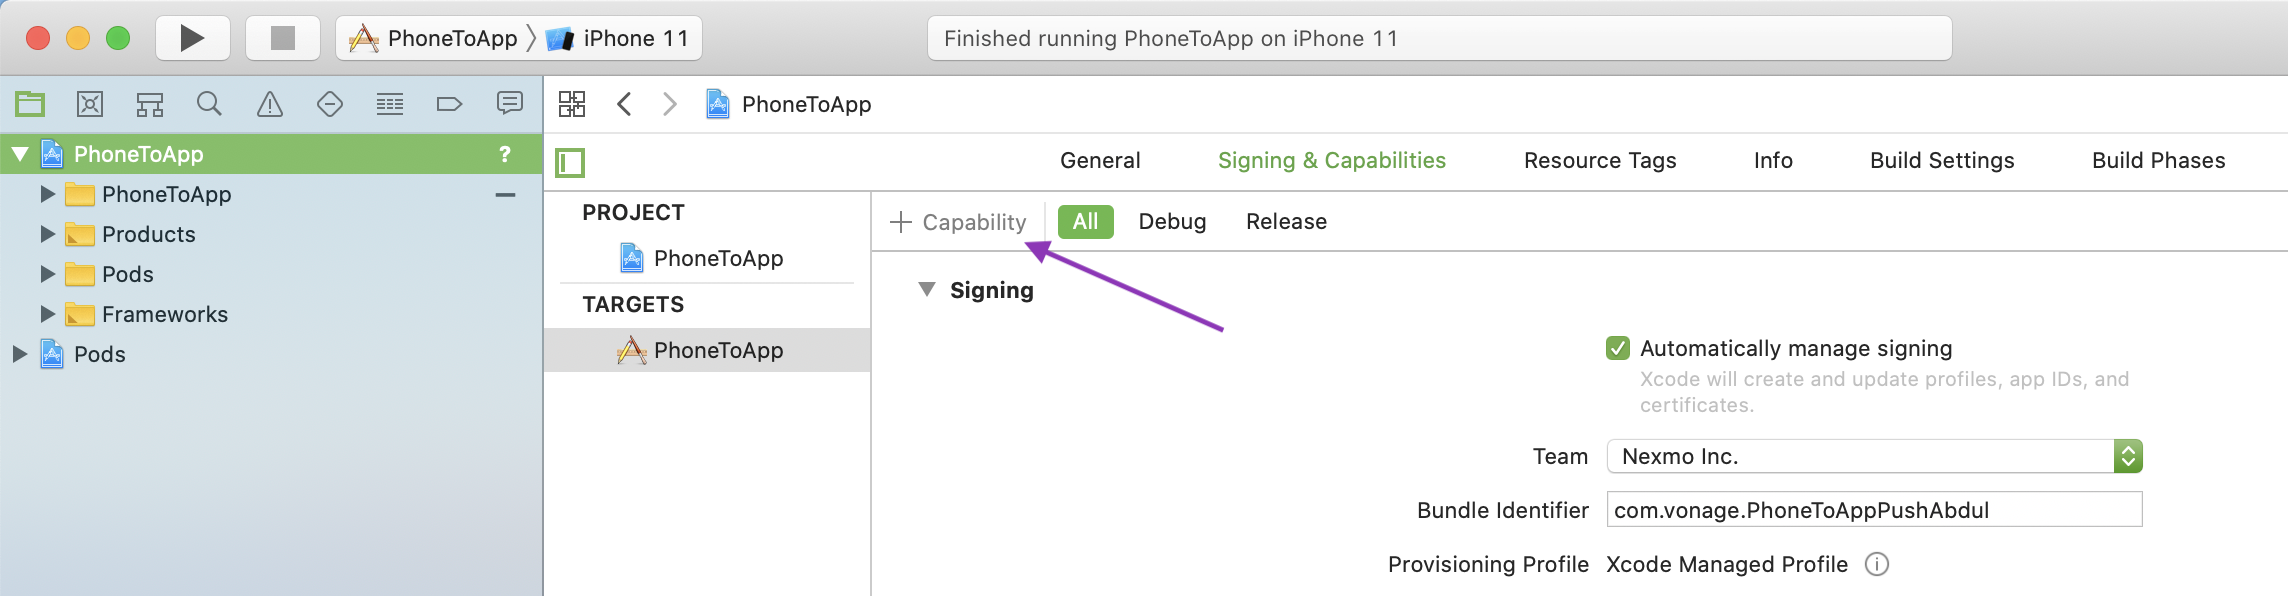 PhoneToApp iPhone 11
Finished running PhoneToApp on iPhone 11
PhoneToApp ?
PhoneToApp
Products
Pods
Frameworks
Pods
PhoneToApp
General Signing & Capabilities Resource Tags Info Build Settings Build Phases
PROJECT
PhoneToApp
TARGETS
PhoneToApp
+ Capability All Debug Release
Signing
Automatically manage signing
Xcode will create and update profiles, app IDs, and
certificates.
Team Nexmo Inc.
Bundle Identifier com.vonage.PhoneToAppPushAbdul
Provisioning Profile Xcode Managed Profile